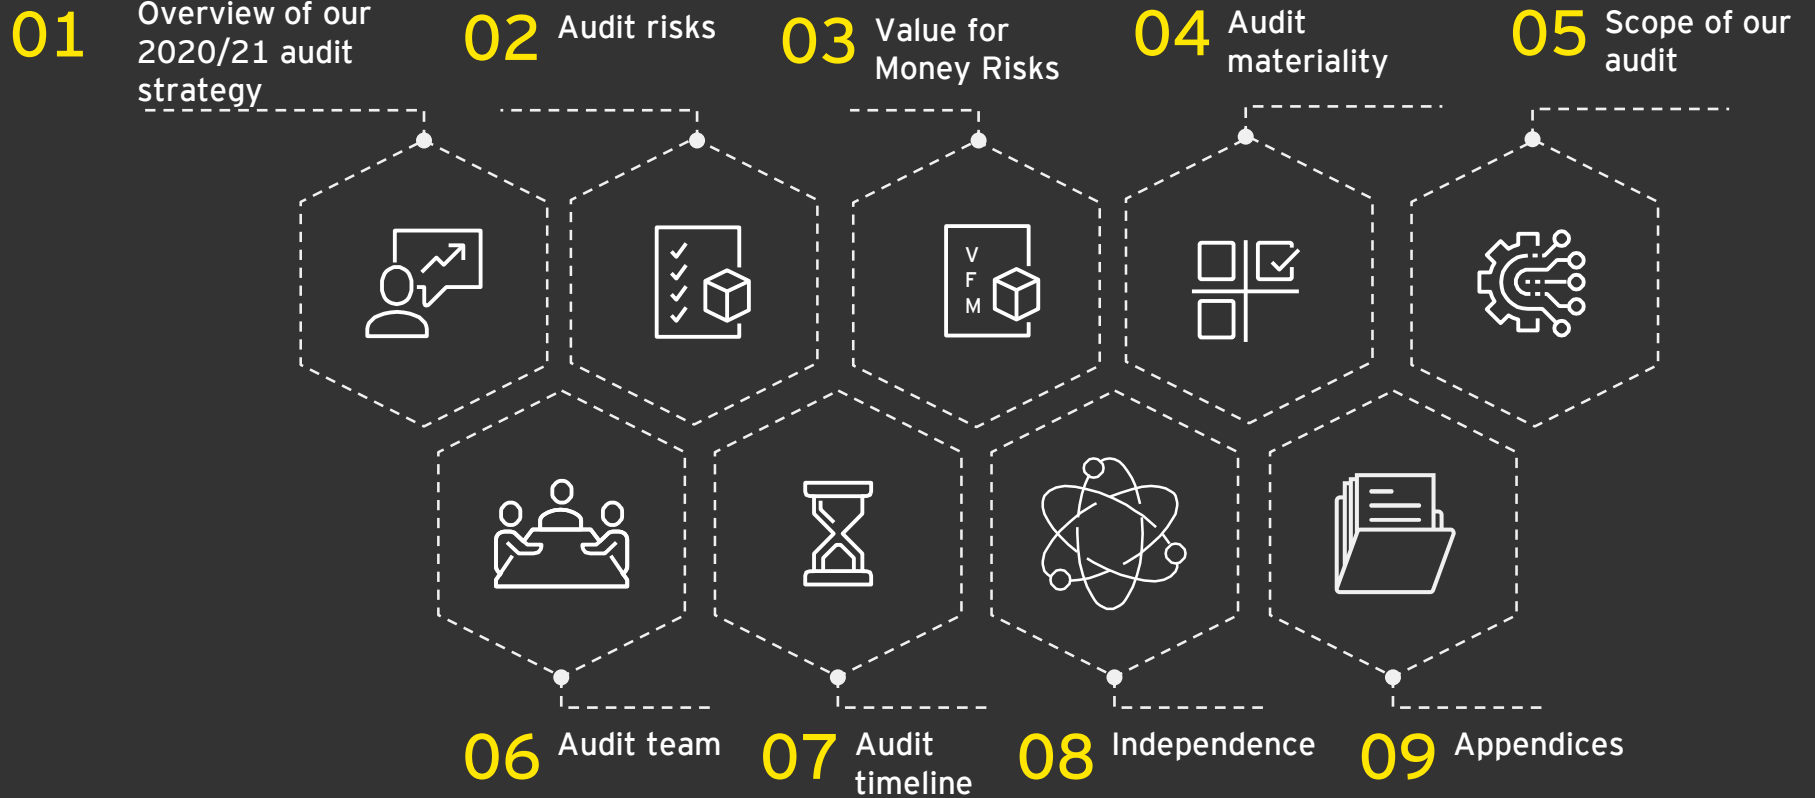 01
Overview of our
2020/21 audit
strategy
02
Audit risks
03
Value for
Money Risks
04
Audit
materiality
05
Scope of our
audit
V
F
M
06
Audit team
07
Audit
timeline
08
Independence
09
Appendices